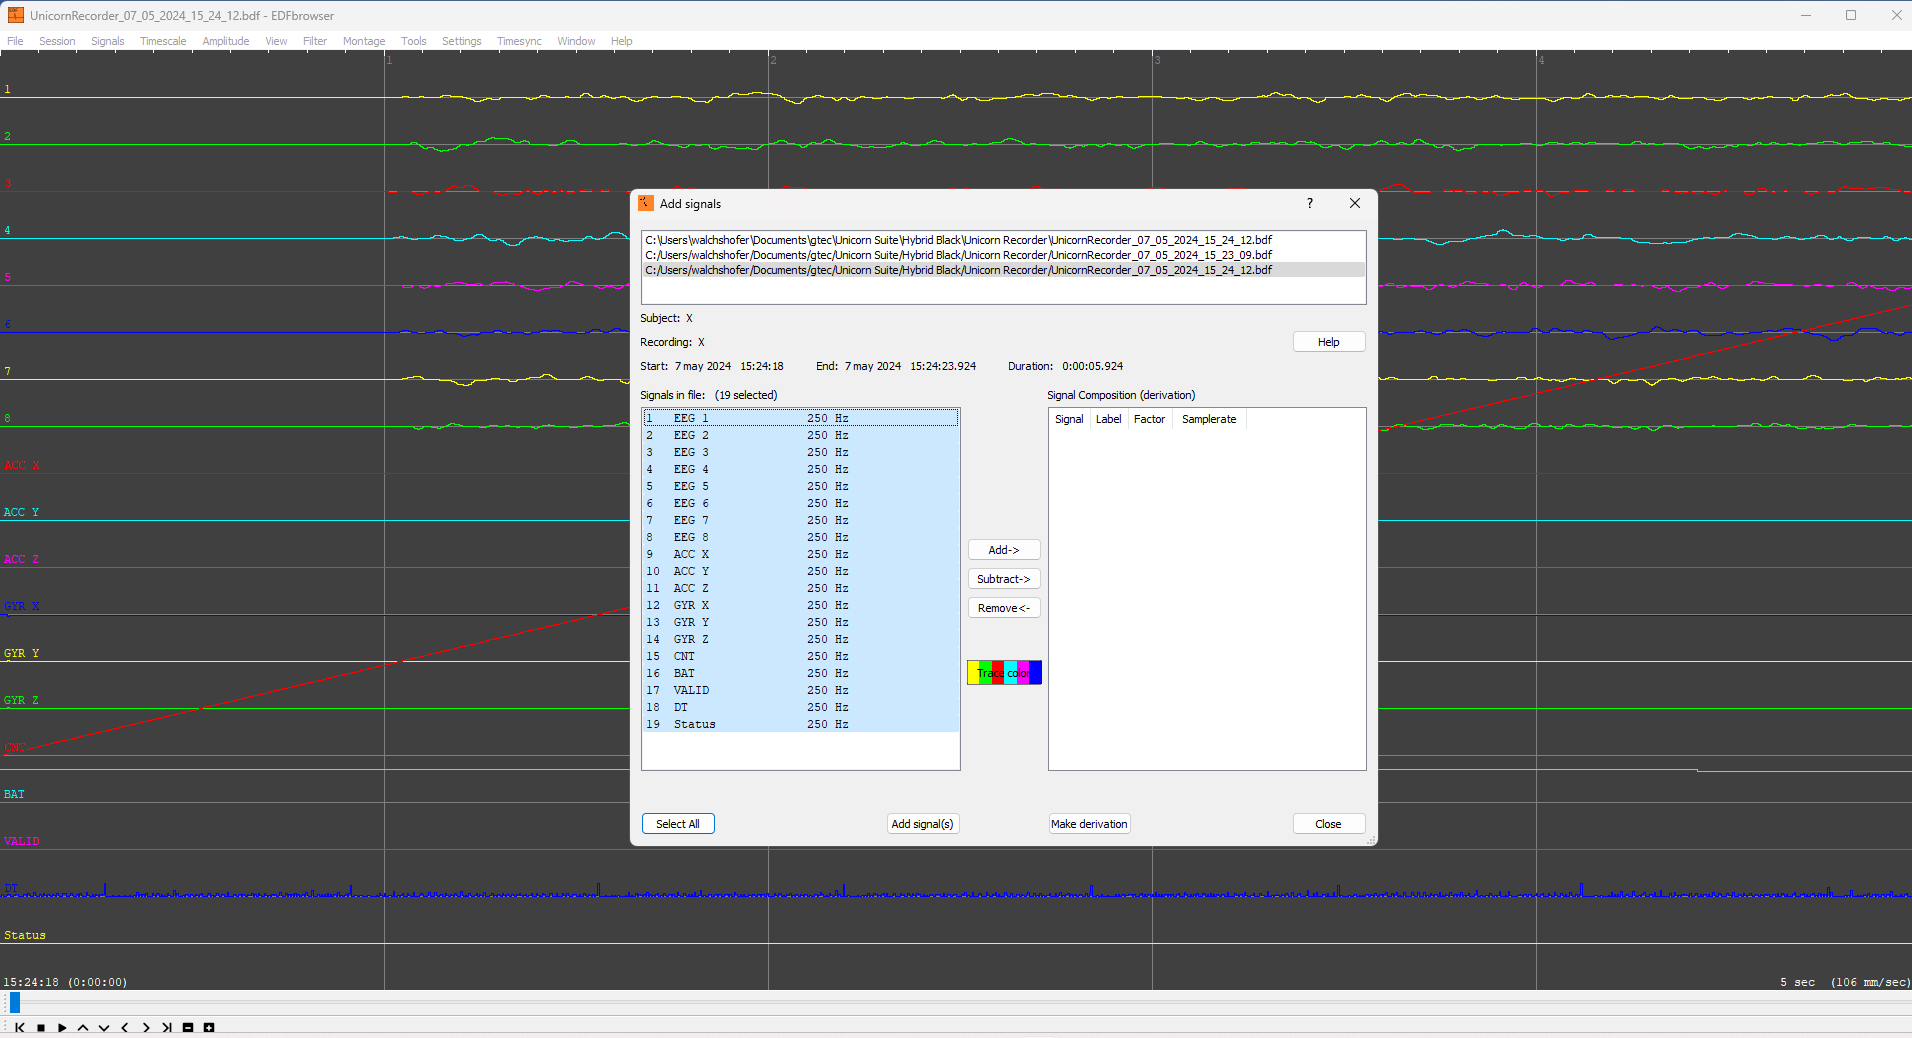 UnicornRecorder_07_05_2024_15_24_12.bdf - EDFbrowser
File Session Signals Timescale Amplitude View Filter Montage Tools Settings Timesync Window Help
1 2 3 4
1
2
3
4
5
6
7
8
ACC X
ACC Y
ACC Z
GYR X
GYR Y
GYR Z
CNT
BAT
VALID
DT
Status
15:24:18 (0:00:00)
5 sec (106 mm/sec)
Add signals
?
C:\Users\walchshofer\Documents\gtec\Unicorn Suite\Hybrid Black\Unicorn Recorder\UnicornRecorder_07_05_2024_15_24_12.bdf
C:/Users/walchshofer/Documents/gtec/Unicorn Suite/Hybrid Black/Unicorn Recorder/UnicornRecorder_07_05_2024_15_23_09.bdf
C:/Users/walchshofer/Documents/gtec/Unicorn Suite/Hybrid Black/Unicorn Recorder/UnicornRecorder_07_05_2024_15_24_12.bdf
Subject: X
Recording: X
Help
Start: 7 may 2024 15:24:18 End: 7 may 2024 15:24:23.924 Duration: 0:00:05.924
Signals in file: (19 selected)
1 EEG 1 250 Hz
2 EEG 2 250 Hz
3 EEG 3 250 Hz
4 EEG 4 250 Hz
5 EEG 5 250 Hz
6 EEG 6 250 Hz
7 EEG 7 250 Hz
8 EEG 8 250 Hz
9 ACC X 250 Hz
10 ACC Y 250 Hz
11 ACC Z 250 Hz
12 GYR X 250 Hz
13 GYR Y 250 Hz
14 GYR Z 250 Hz
15 CNT 250 Hz
16 BAT 250 Hz
17 VALID 250 Hz
18 DT 250 Hz
19 Status 250 Hz
Add->
Subtract->
Remove<-
Trace color
Signal Composition (derivation)
Signal Label Factor Samplerate
Select All
Add signal(s)
Make derivation
Close